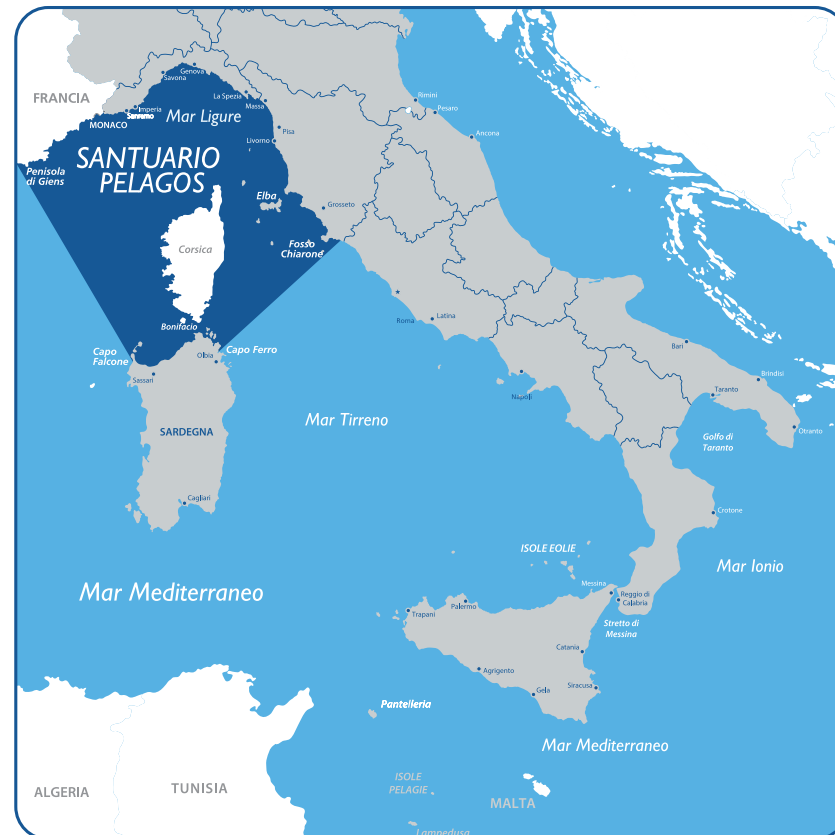 Genova
Savona
FRANCIA
La Spezia
Massa
Rimini
Pesaro
Imperia
Sanremo
Mar Ligure
MONACO
Pisa
Ancona
Livorno
SANTUARIO
PELAGOS
Penisola
di Giens
Elba
Grosseto
Corsica
Fosso
Chiarone
Roma
Latina
Bonifacio
Capo
Falcone
Olbia
Capo Ferro
Sassari
Bari
Napoli
Brindisi
Taranto
Mar Tirreno
SARDEGNA
Otranto
Golfo di
Taranto
Cagliari
Crotone
ISOLE EOLIE
Mar Ionio
Messina
Reggio di
Calabria
Mar Mediterraneo
Palermo
Trapani
Stretto di
Messina
Catania
Agrigento
Siracusa
Gela
Pantelleria
Mar Mediterraneo
ISOLE
PELAGIE
ALGERIA
TUNISIA
MALTA
Lampedusa